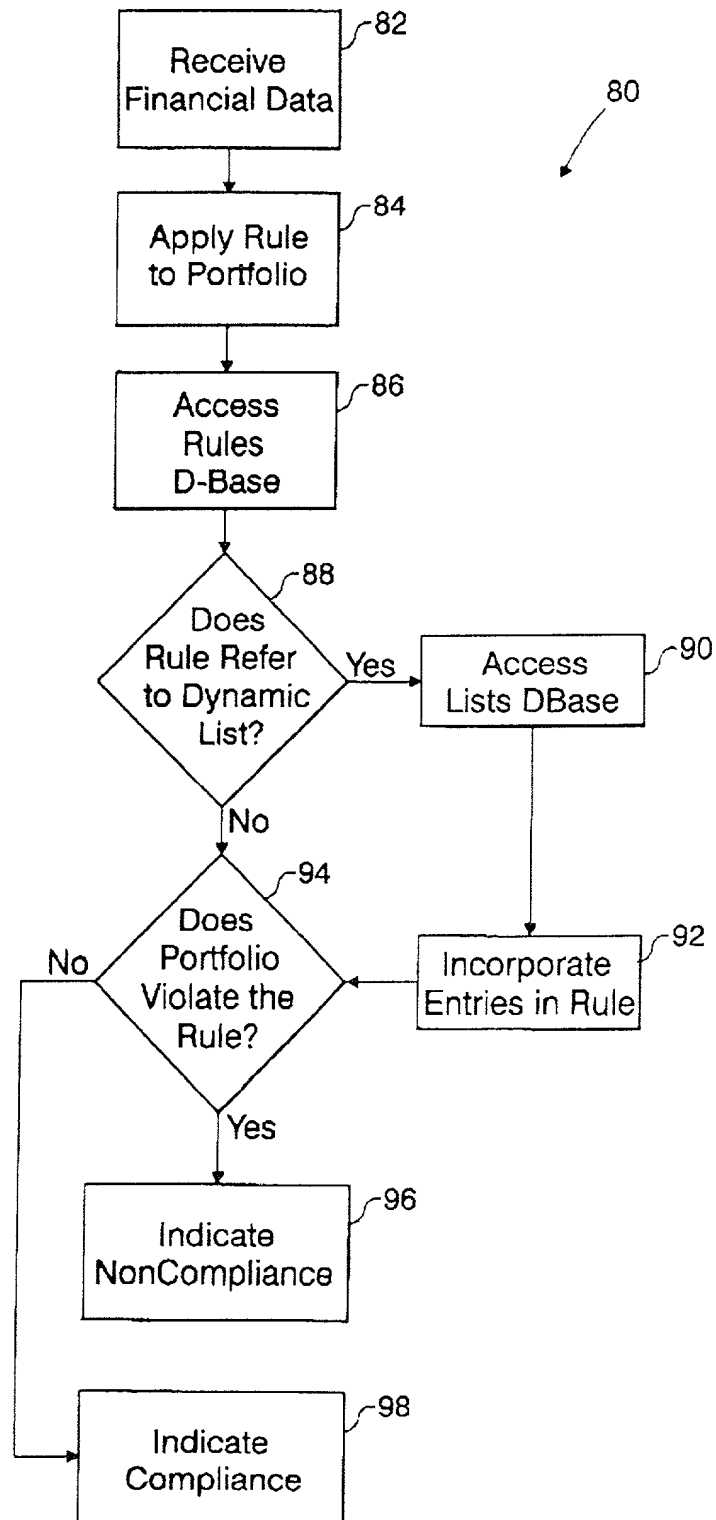 82
Receive
Financial Data
80
84
Apply Rule
to Portfolio
86
Access
Rules
D-Base
88
Does
Rule Refer
to Dynamic
List?
Yes
90
Access
Lists DBase
No
94
Does
Portfolio
Violate the
Rule?
No
92
Incorporate
Entries in Rule
Yes
96
Indicate
NonCompliance
98
Indicate
Compliance